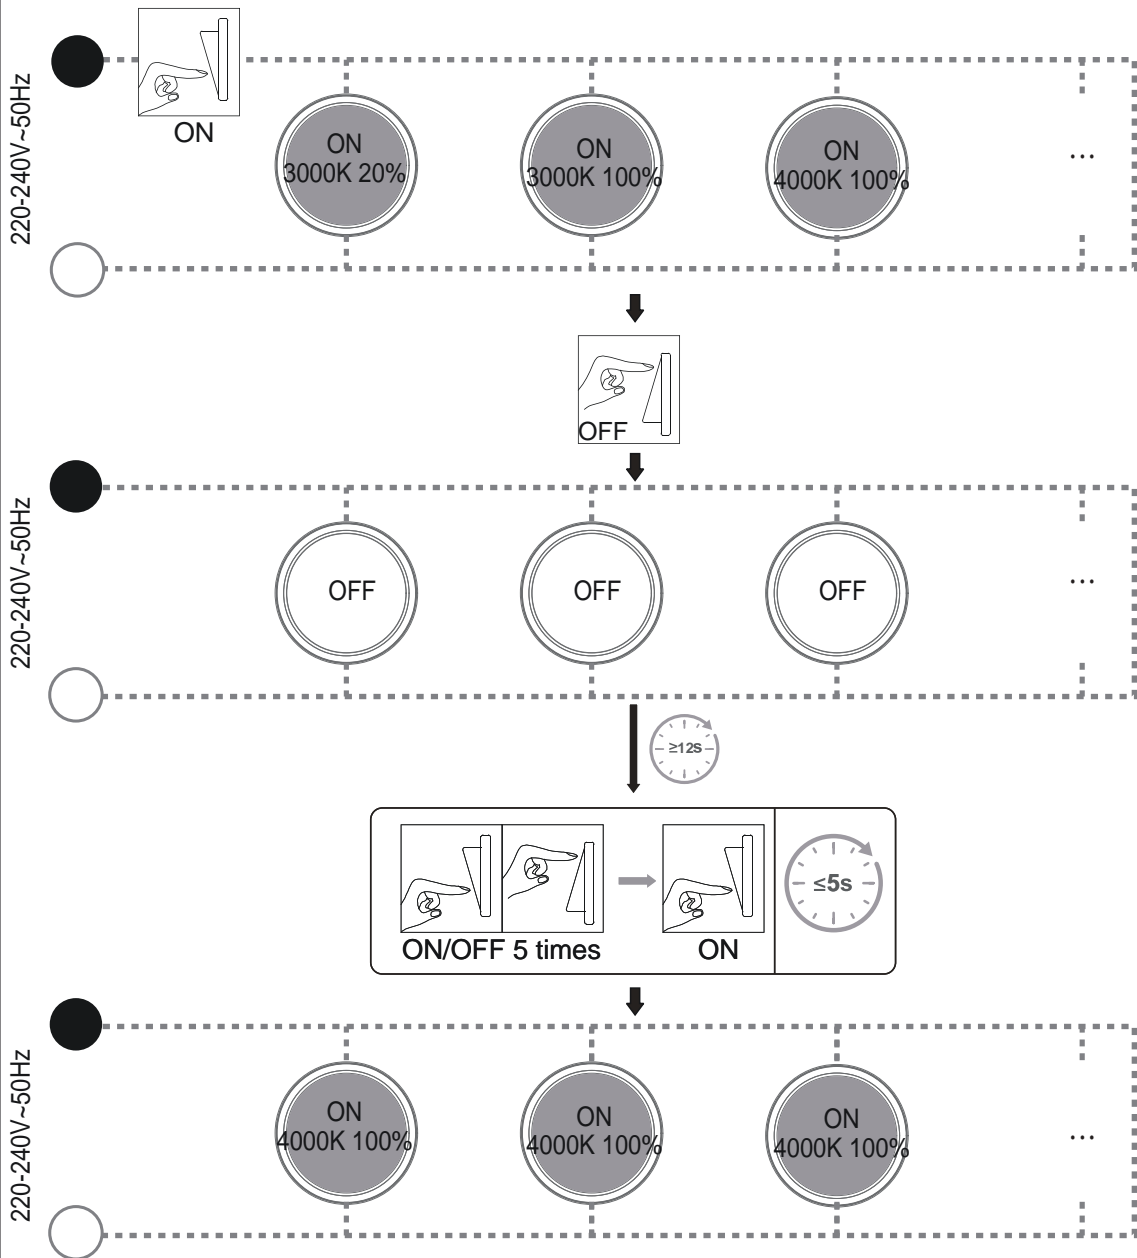 220-240V~50Hz
ON
ON
3000K 20%
ON
3000K 100%
ON
4000K 100%
...
OFF
220-240V~50Hz
OFF
OFF
OFF
...
≥12s
ON/OFF 5 times
ON
≤5s
220-240V~50Hz
ON
4000K 100%
ON
4000K 100%
ON
4000K 100%
...